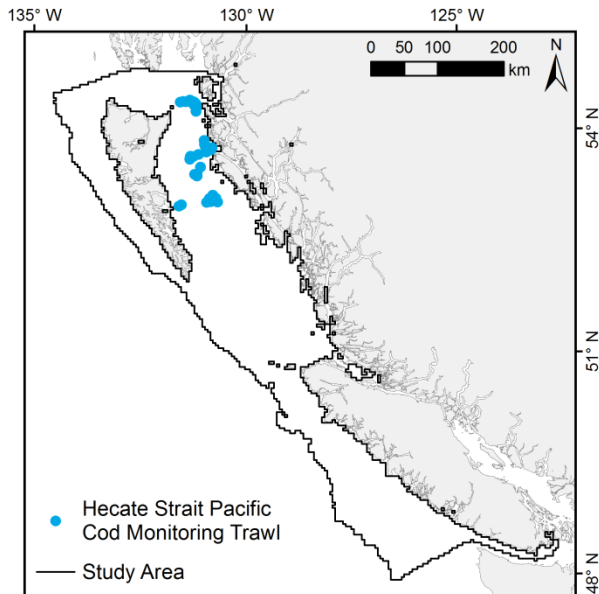 135° W 130° W 125° W
0 50 100 200
km
N
54° N
51° N
48° N
Hecate Strait Pacific
Cod Monitoring Trawl
Study Area